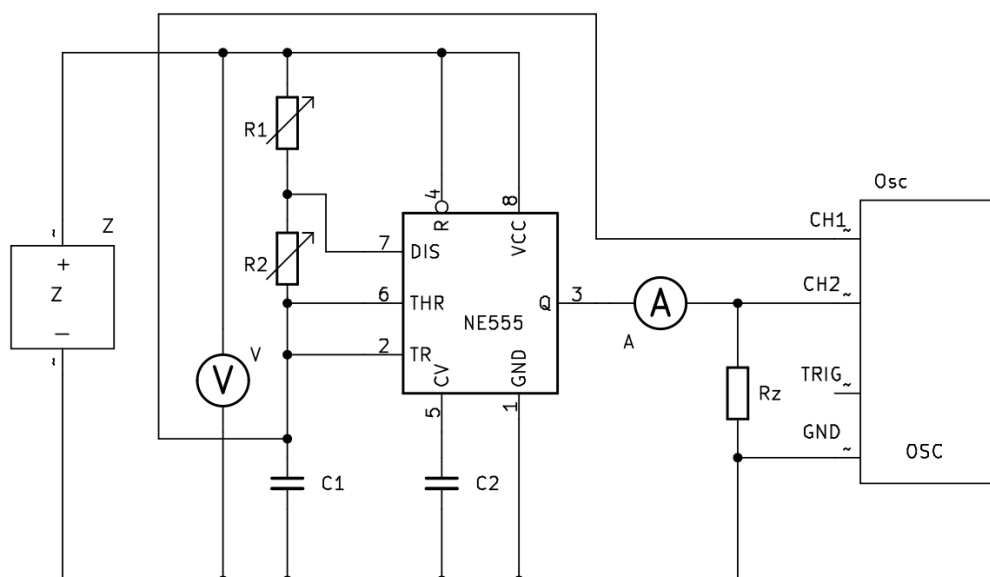 Osc
R1
CH1
4
8
Z
+
Z
−
R
VCC
7
DIS
R2
CH2
6
THR
NE555
Q
3
A
A
V
V
2
TR
CV
GND
TRIG
Rz
5
1
GND
OSC
C1
C2
~
~
~
~
~
~